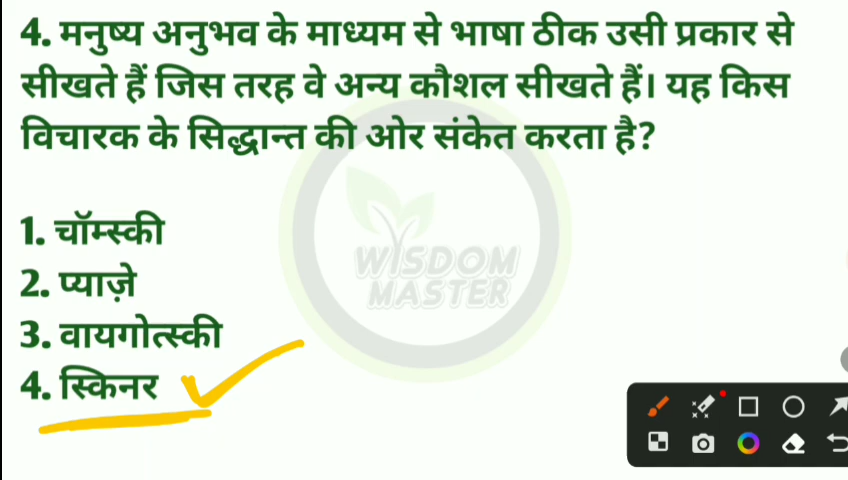 4. मनुष्य अनुभव के माध्यम से भाषा ठीक उसी प्रकार से
सीखते हैं जिस तरह वे अन्य कौशल सीखते हैं। यह किस
विचारक के सिद्धान्त की ओर संकेत करता है?
1. चॉम्स्की
2. प्याज़े
3. वायगोत्स्की
4. स्किनर
WISDOM
MASTER